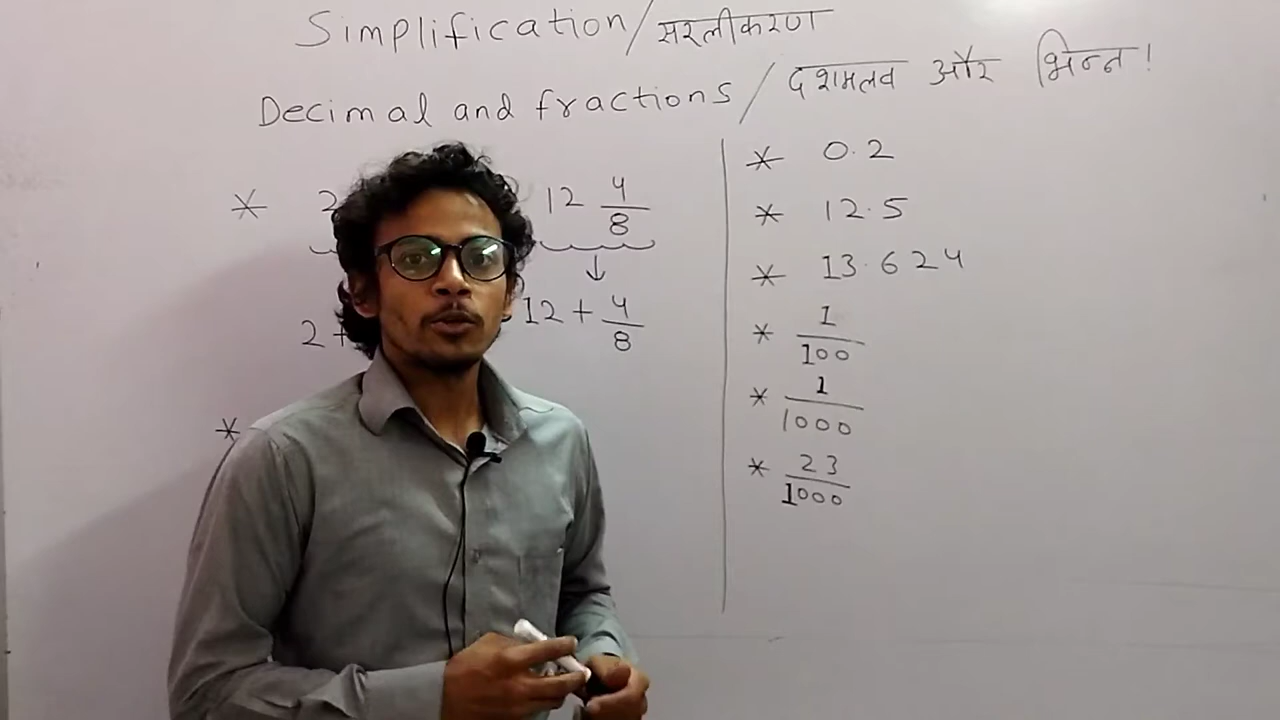 Simplification/सरलीकरण
Decimal and fractions/दशमलव और भिन्न!
* 2 12 4/8
2+ 12 + 4/8
*
* 0.2
* 12.5
* 13.624
* 1/100
* 1/1000
* 23/1000